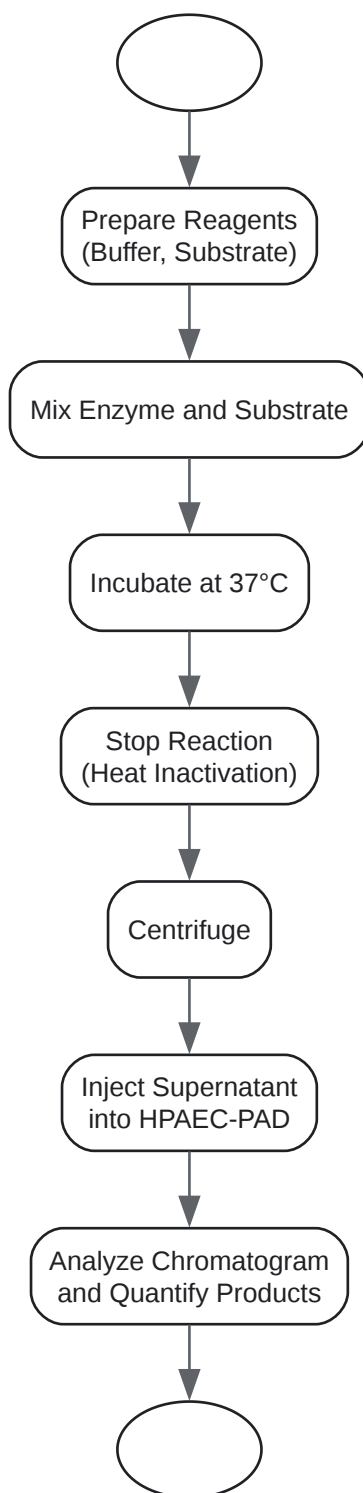 Prepare Reagents
(Buffer, Substrate)
Mix Enzyme and Substrate
Incubate at 37°C
Stop Reaction
(Heat Inactivation)
Centrifuge
Inject Supernatant
into HPAEC-PAD
Analyze Chromatogram
and Quantify Products